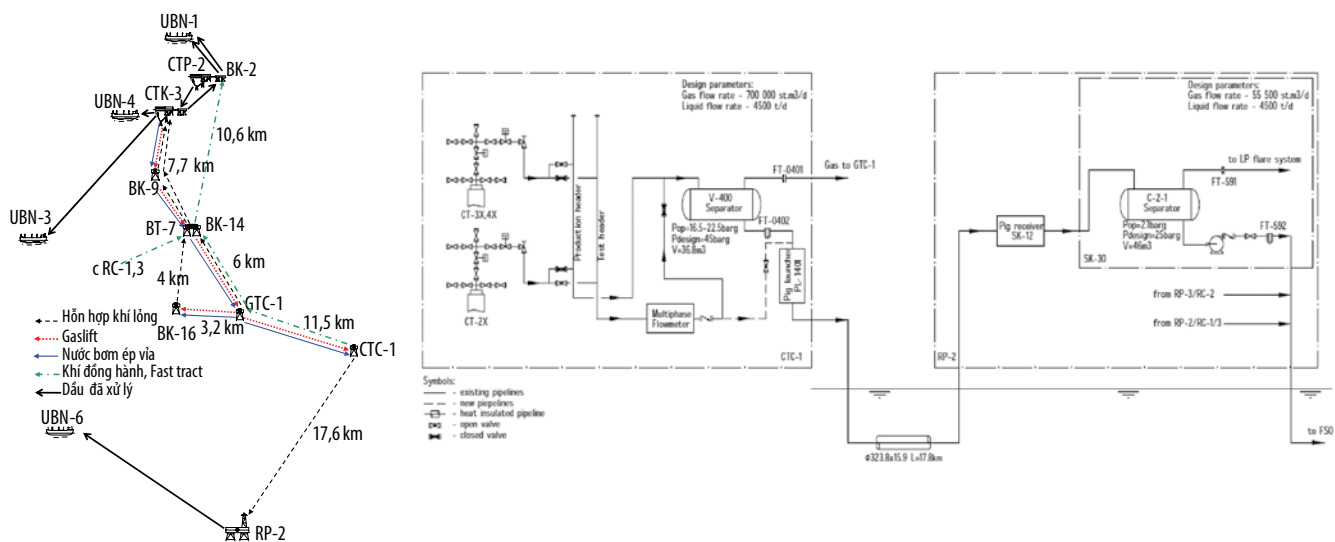 UBN-1
CTP-2
BK-2
CTK-3
UBN-4
10,6 km
7,7 km
BK-9
UBN-3
BT-7
BK-14
c RC-1,3
6 km
4 km
GTC-1
11,5 km
BK-16
3,2 km
CTC-1
Hỗn hợp khí lỏng
Gaslift
Nước bơm ép vỉa
Khí đồng hành, Fast tract
Dầu đã xử lý
UBN-6
17,6 km
RP-2
Design parameters:
Gas flow rate - 700 000 st.m3/d
Liquid flow rate - 4500 t/d
CT-3X,4X
CT-2X
Production header
Test header
FT-0401
Gas to GTC-1
V-400
Separator
FT-0402
Pop=16.5-22.5barg
Pdesign=45barg
V=36.8m3
Multiphase
Flowmeter
Pig launcher
PL-1401
CTC-1
Symbols:
- existing pipelines
- new piepelines
- heat insulated pipeline
- open valve
- closed valve
Φ323.8x15.9 L=17.8km
Design parameters:
Gas flow rate - 55 500 st.m3/d
Liquid flow rate - 4500 t/d
to LP flare system
FT-591
C-2-1
Separator
FT-592
Pop=2.1barg
Pdesign=25barg
V=46m3
Pig receiver
SK-12
SK-30
from RP-3/RC-2
from RP-2/RC-1/3
RP-2
to FSO